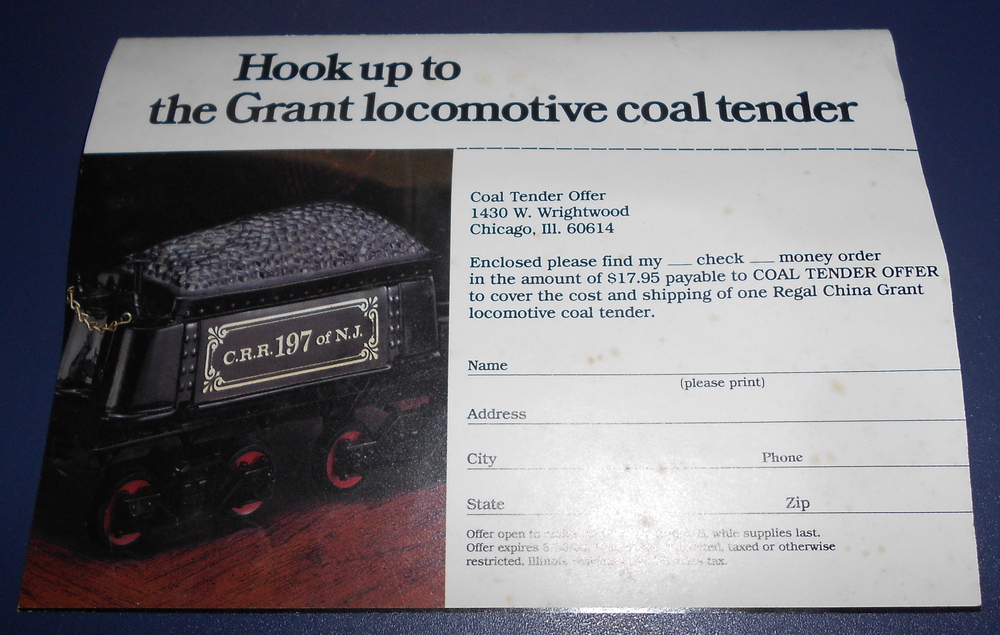 Hook up to
the Grant locomotive coal tender
C.R.R. 197 of N.J.
Coal Tender Offer
1430 W. Wrightwood
Chicago, Ill. 60614
Enclosed please find my ___ check ___ money order
in the amount of $17.95 payable to COAL TENDER OFFER
to cover the cost and shipping of one Regal China Grant
locomotive coal tender.
Name
(please print)
Address
City Phone
State Zip
Offer open to while supplies last.
Offer expires taxed or otherwise
restricted. Illinois tax.